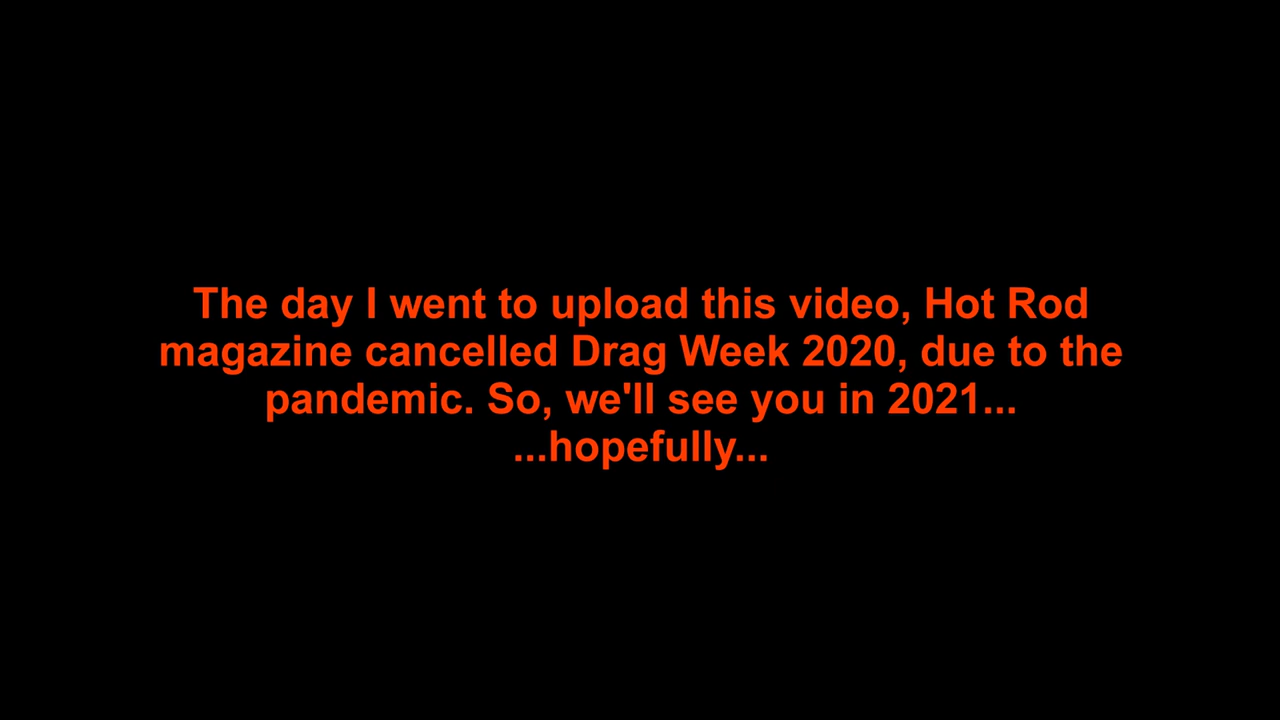 The day I went to upload this video, Hot Rod
magazine cancelled Drag Week 2020, due to the
pandemic. So, we'll see you in 2021...
...hopefully...